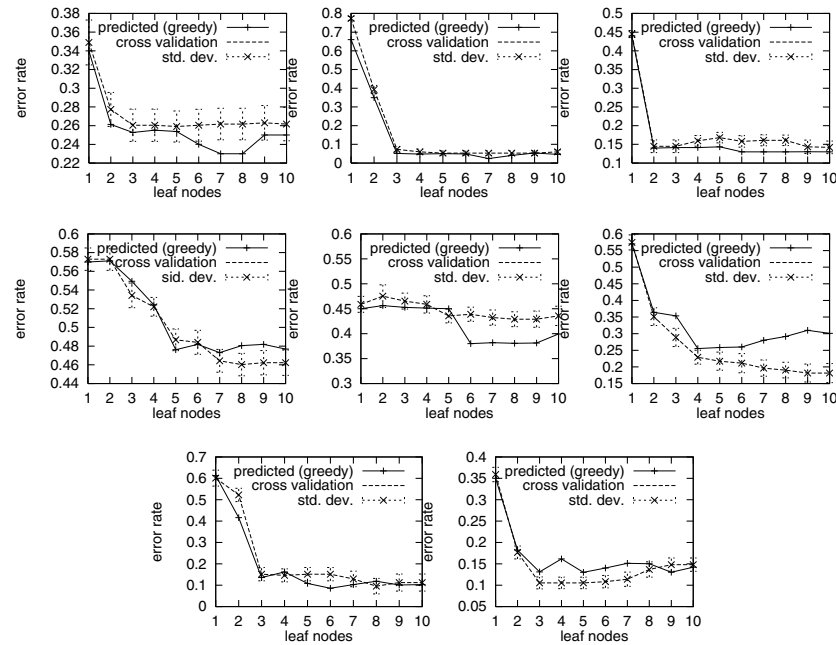 error rate
0.38
0.36
0.34
0.32
0.3
0.28
0.26
0.24
0.22
predicted (greedy)
cross validation
std. dev.
1 2 3 4 5 6 7 8 9 10
leaf nodes
error rate
0.8
0.7
0.6
0.5
0.4
0.3
0.2
0.1
0
predicted (greedy)
cross validation
std. dev.
1 2 3 4 5 6 7 8 9 10
leaf nodes
error rate
0.5
0.45
0.4
0.35
0.3
0.25
0.2
0.15
0.1
predicted (greedy)
cross validation
std. dev.
1 2 3 4 5 6 7 8 9 10
leaf nodes
error rate
0.6
0.58
0.56
0.54
0.52
0.5
0.48
0.46
0.44
predicted (greedy)
cross validation
sid. dev.
1 2 3 4 5 6 7 8 9 10
leaf nodes
error rate
0.6
0.55
0.5
0.45
0.4
0.35
0.3
predicted (greedy)
cross validation
std. dev.
1 2 3 4 5 6 7 8 9 10
leaf nodes
error rate
0.6
0.55
0.5
0.45
0.4
0.35
0.3
0.25
0.2
0.15
predicted (greedy)
cross validation
std. dev.
1 2 3 4 5 6 7 8 9 10
leaf nodes
error rate
0.7
0.6
0.5
0.4
0.3
0.2
0.1
0
predicted (greedy)
cross validation
std. dev.
1 2 3 4 5 6 7 8 9 10
leaf nodes
error rate
0.4
0.35
0.3
0.25
0.2
0.15
0.1
0.05
predicted (greedy)
cross validation
std. dev.
1 2 3 4 5 6 7 8 9 10
leaf nodes